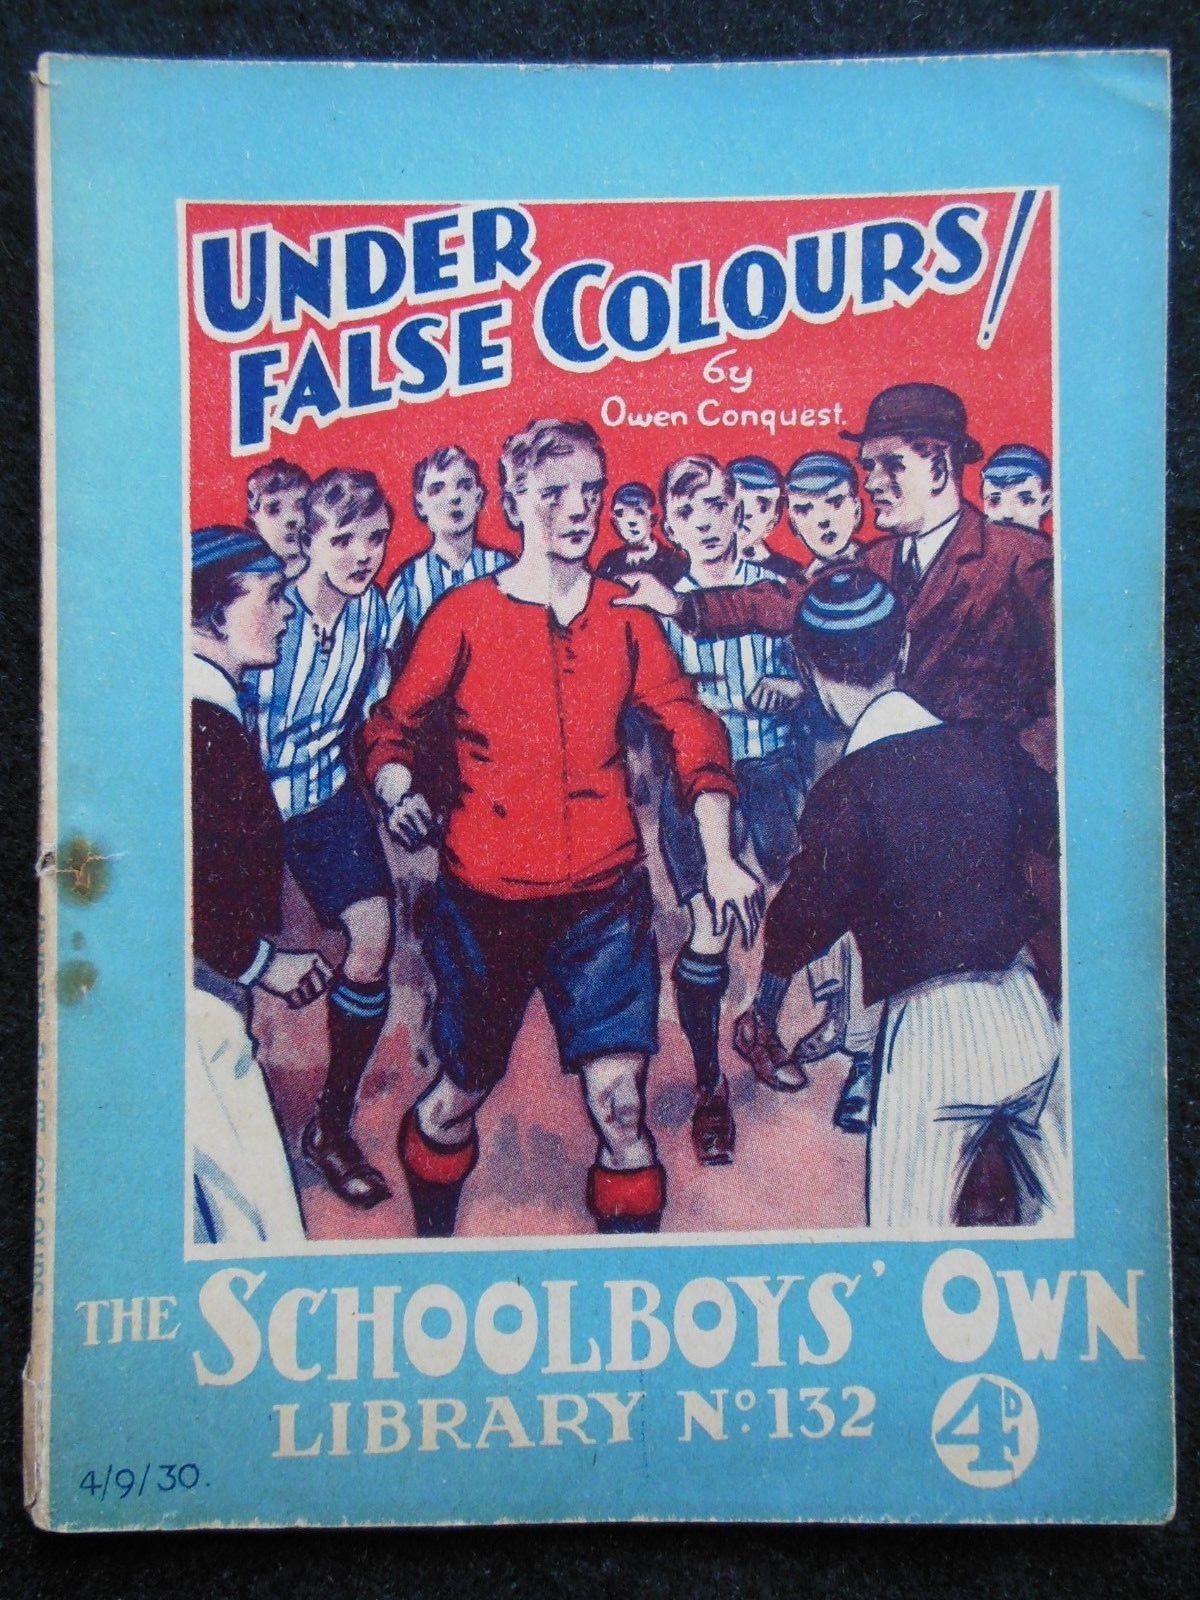 UNDER
FALSE COLOURS!
by
Owen Conquest.
THE SCHOOLBOYS' OWN
LIBRARY No. 132 4D
4/9/30.